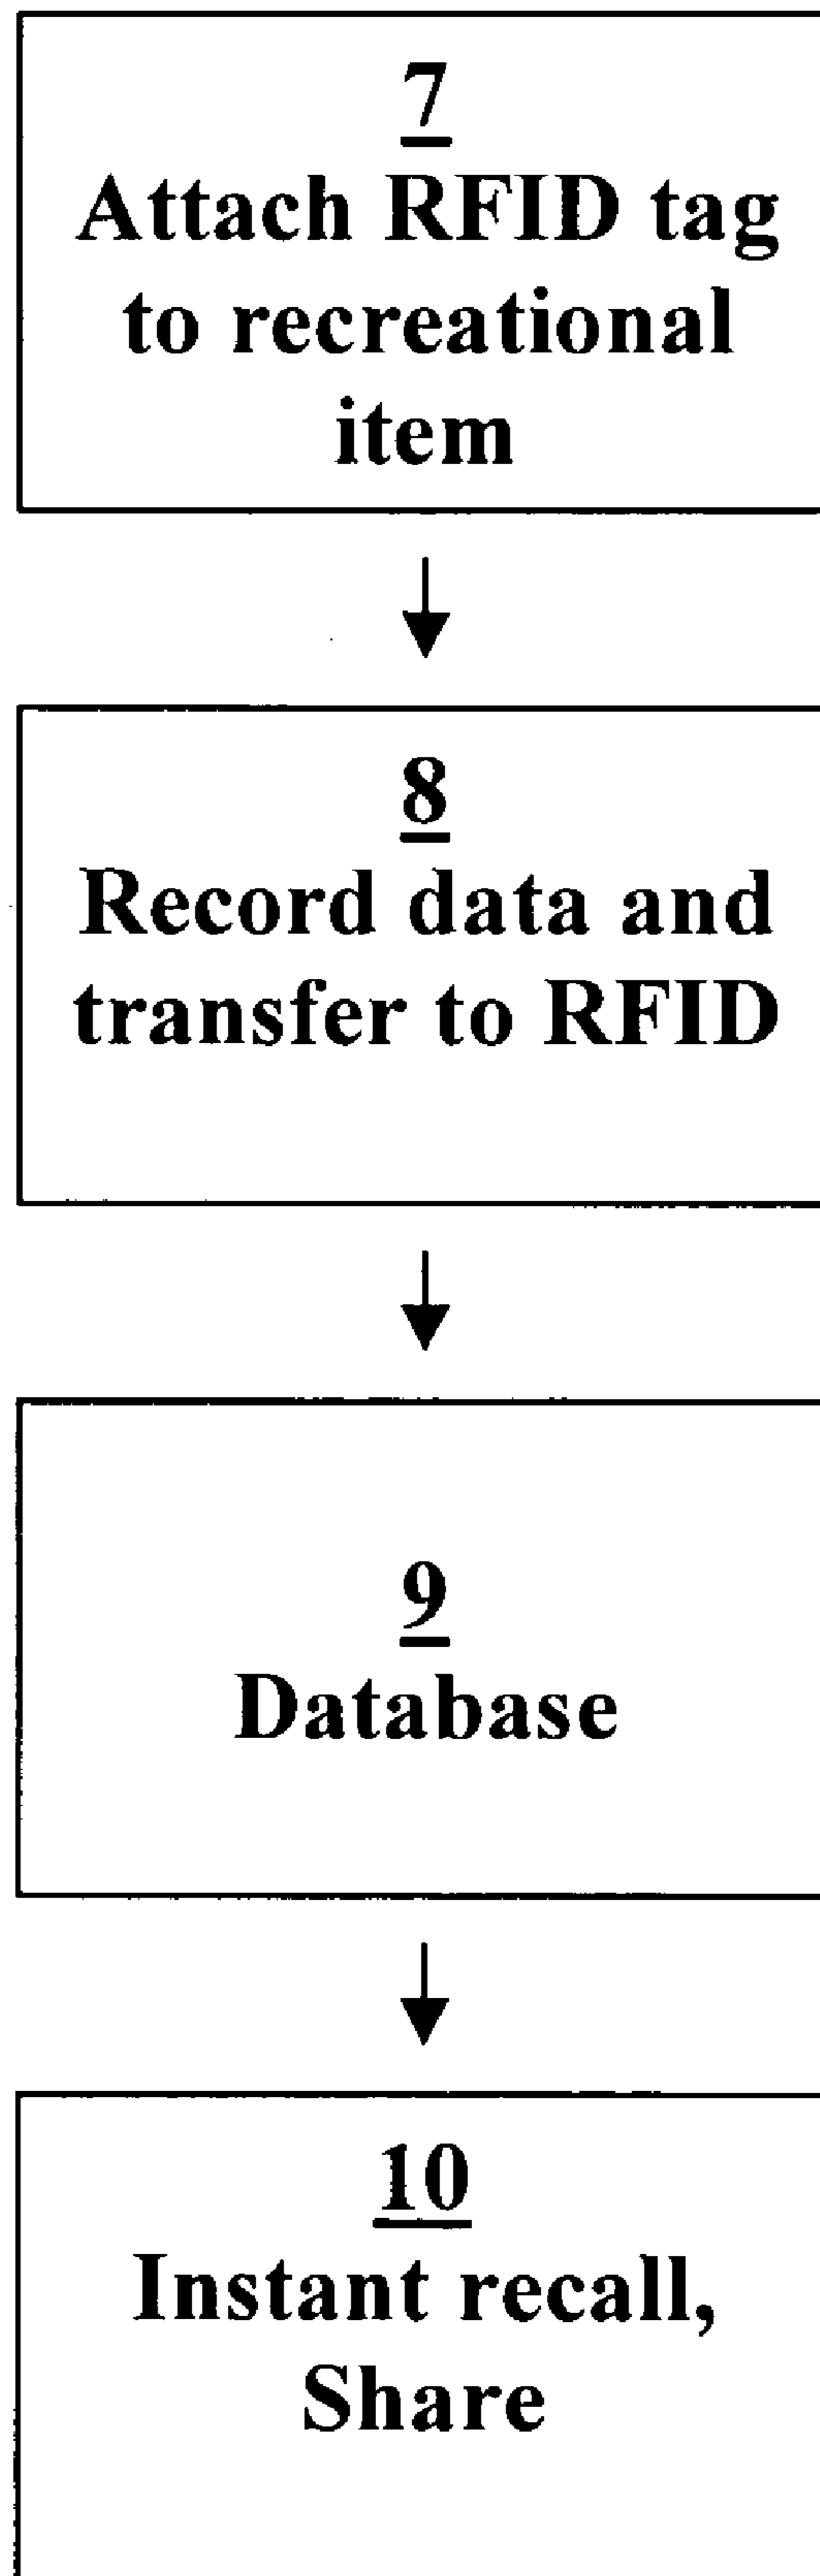 7
Attach RFID tag
to recreational
item
8
Record data and
transfer to RFID
9
Database
10
Instant recall,
Share